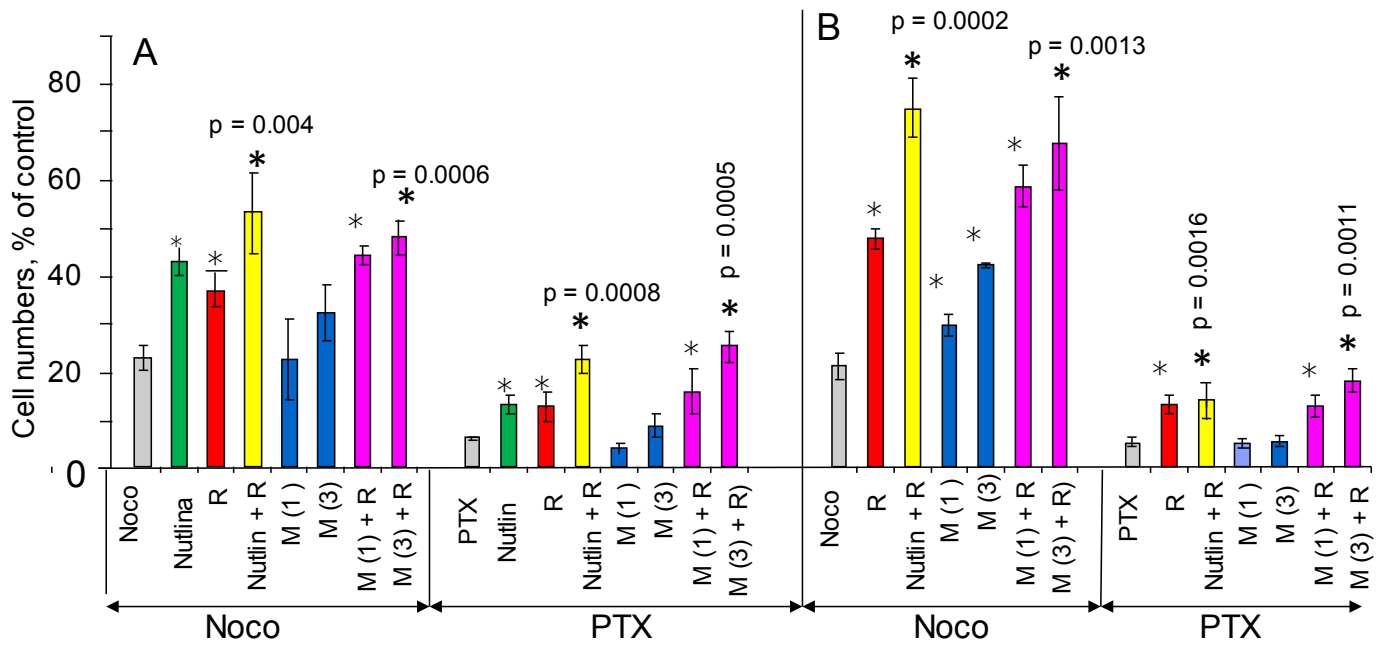 A
B
Cell numbers, % of control
80
60
40
20
0
p = 0.004
*
p = 0.0006
*
*
*
*
p = 0.0008
*
*
*
p = 0.0005
*
*
p = 0.0002
*
p = 0.0013
*
*
*
*
*
p = 0.0016
*
*
p = 0.0011
*
*
Noco
Nutlina
R
Nutlin + R
M (1)
M (3)
M (1) + R
M (3) + R
PTX
Nutlin
R
Nutlin + R
M (1)
M (3)
M (1) + R
M (3) + R)
Noco
R
Nutlin + R
M (1 )
M (3)
M (1) + R
M (3) + R)
PTX
R
Nutlin + R
M (1)
M (3)
M (1) + R
M (3) + R
Noco
PTX
Noco
PTX